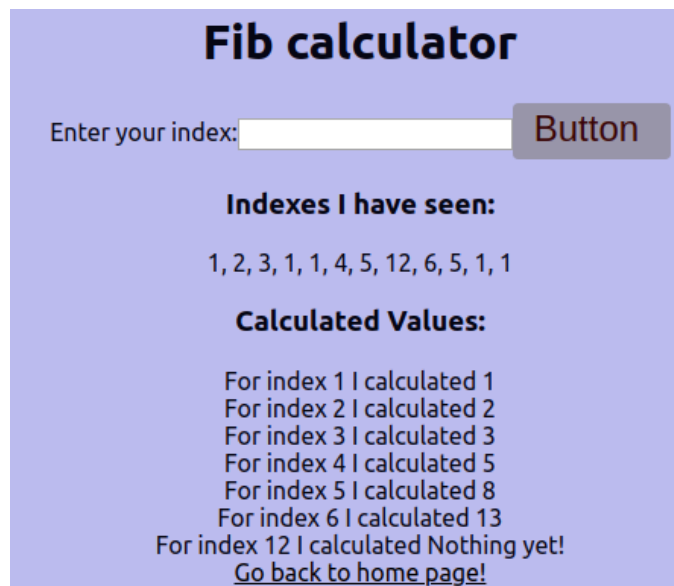 Fib calculator
Enter your index: Button
Indexes I have seen:
1, 2, 3, 1, 1, 4, 5, 12, 6, 5, 1, 1
Calculated Values:
For index 1 I calculated 1
For index 2 I calculated 2
For index 3 I calculated 3
For index 4 I calculated 5
For index 5 I calculated 8
For index 6 I calculated 13
For index 12 I calculated Nothing yet!
Go back to home page!